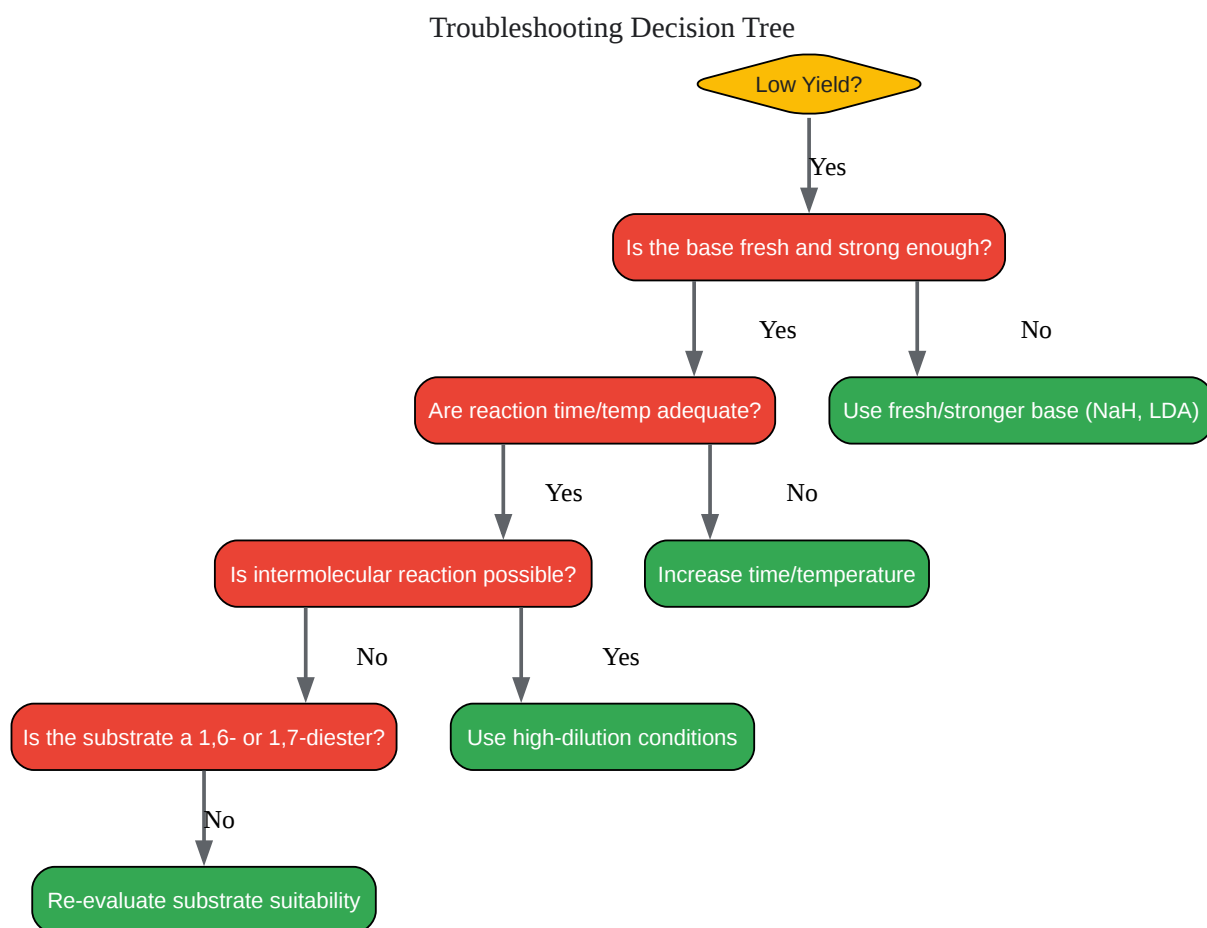 Troubleshooting Decision Tree
Low Yield?
Yes
Is the base fresh and strong enough?
Yes
No
Are reaction time/temp adequate?
Use fresh/stronger base (NaH, LDA)
Yes
No
Is intermolecular reaction possible?
Increase time/temperature
No
Yes
Is the substrate a 1,6- or 1,7-diester?
Use high-dilution conditions
No
Re-evaluate substrate suitability